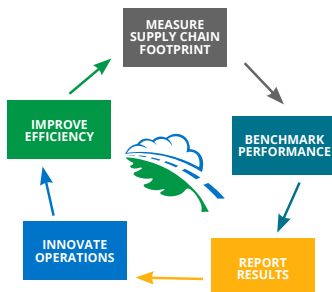 MEASURE
SUPPLY CHAIN
FOOTPRINT
BENCHMARK
PERFORMANCE
REPORT
RESULTS
INNOVATE
OPERATIONS
IMPROVE
EFFICIENCY